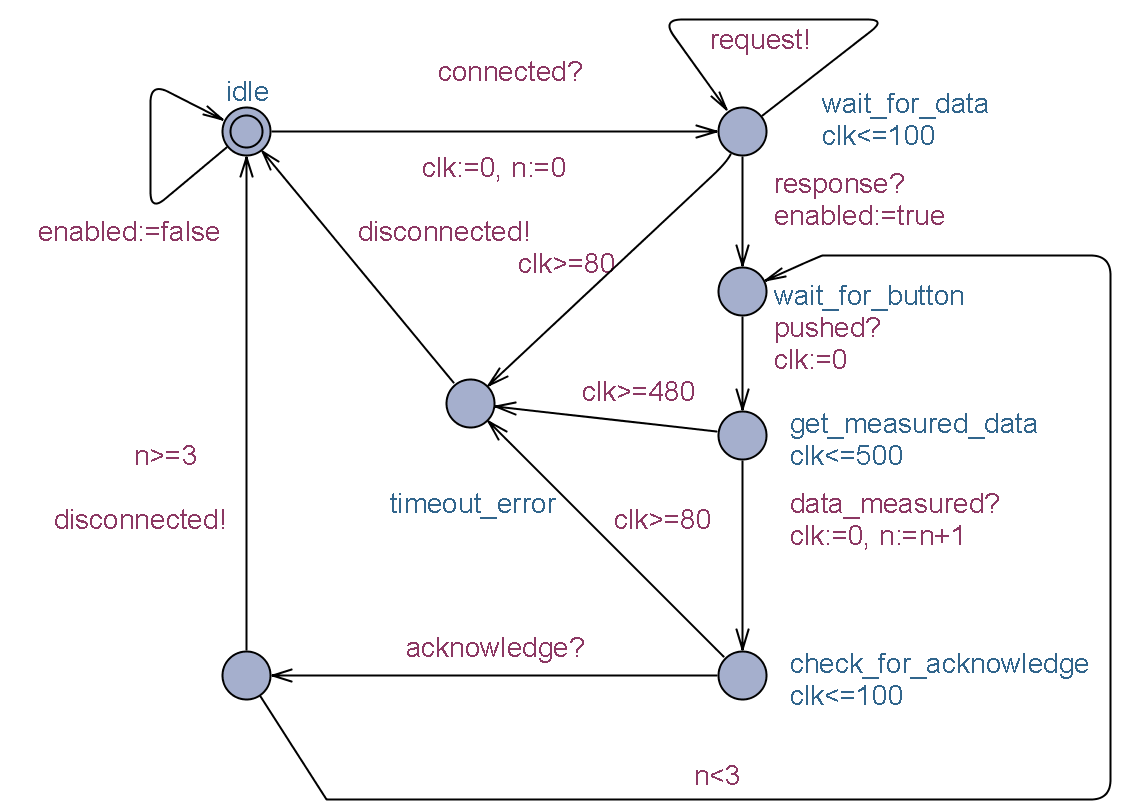 request!
connected?
idle
wait_for_data
clk<=100
clk:=0, n:=0
response?
enabled:=true
enabled:=false
disconnected!
clk>=80
wait_for_button
pushed?
clk:=0
clk>=480
get_measured_data
clk<=500
n>=3
timeout_error
data_measured?
clk:=0, n:=n+1
disconnected!
clk>=80
acknowledge?
check_for_acknowledge
clk<=100
n<3